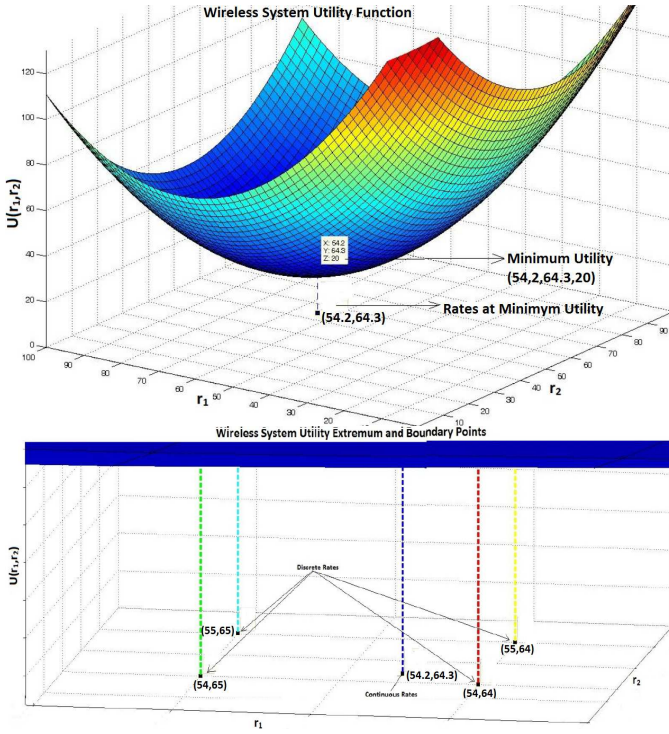 Wireless System Utility Function
120
100
80
60
40
20
0
U(r1,r2)
X: 54.2
Y: 64.3
Z: 20
Minimum Utility
(54,2,64.3,20)
Rates at Minimym Utility
(54.2,64.3)
100
90
80
70
60
50
40
30
20
r1
10
20
30
40
50
60
70
80
90
r2
Wireless System Utility Extremum and Boundary Points
U(r1,r2)
Discrete Rates
(55,65)
(54,65)
(54.2,64.3)
(54,64)
(55,64)
Continuous Rates
r1
r2